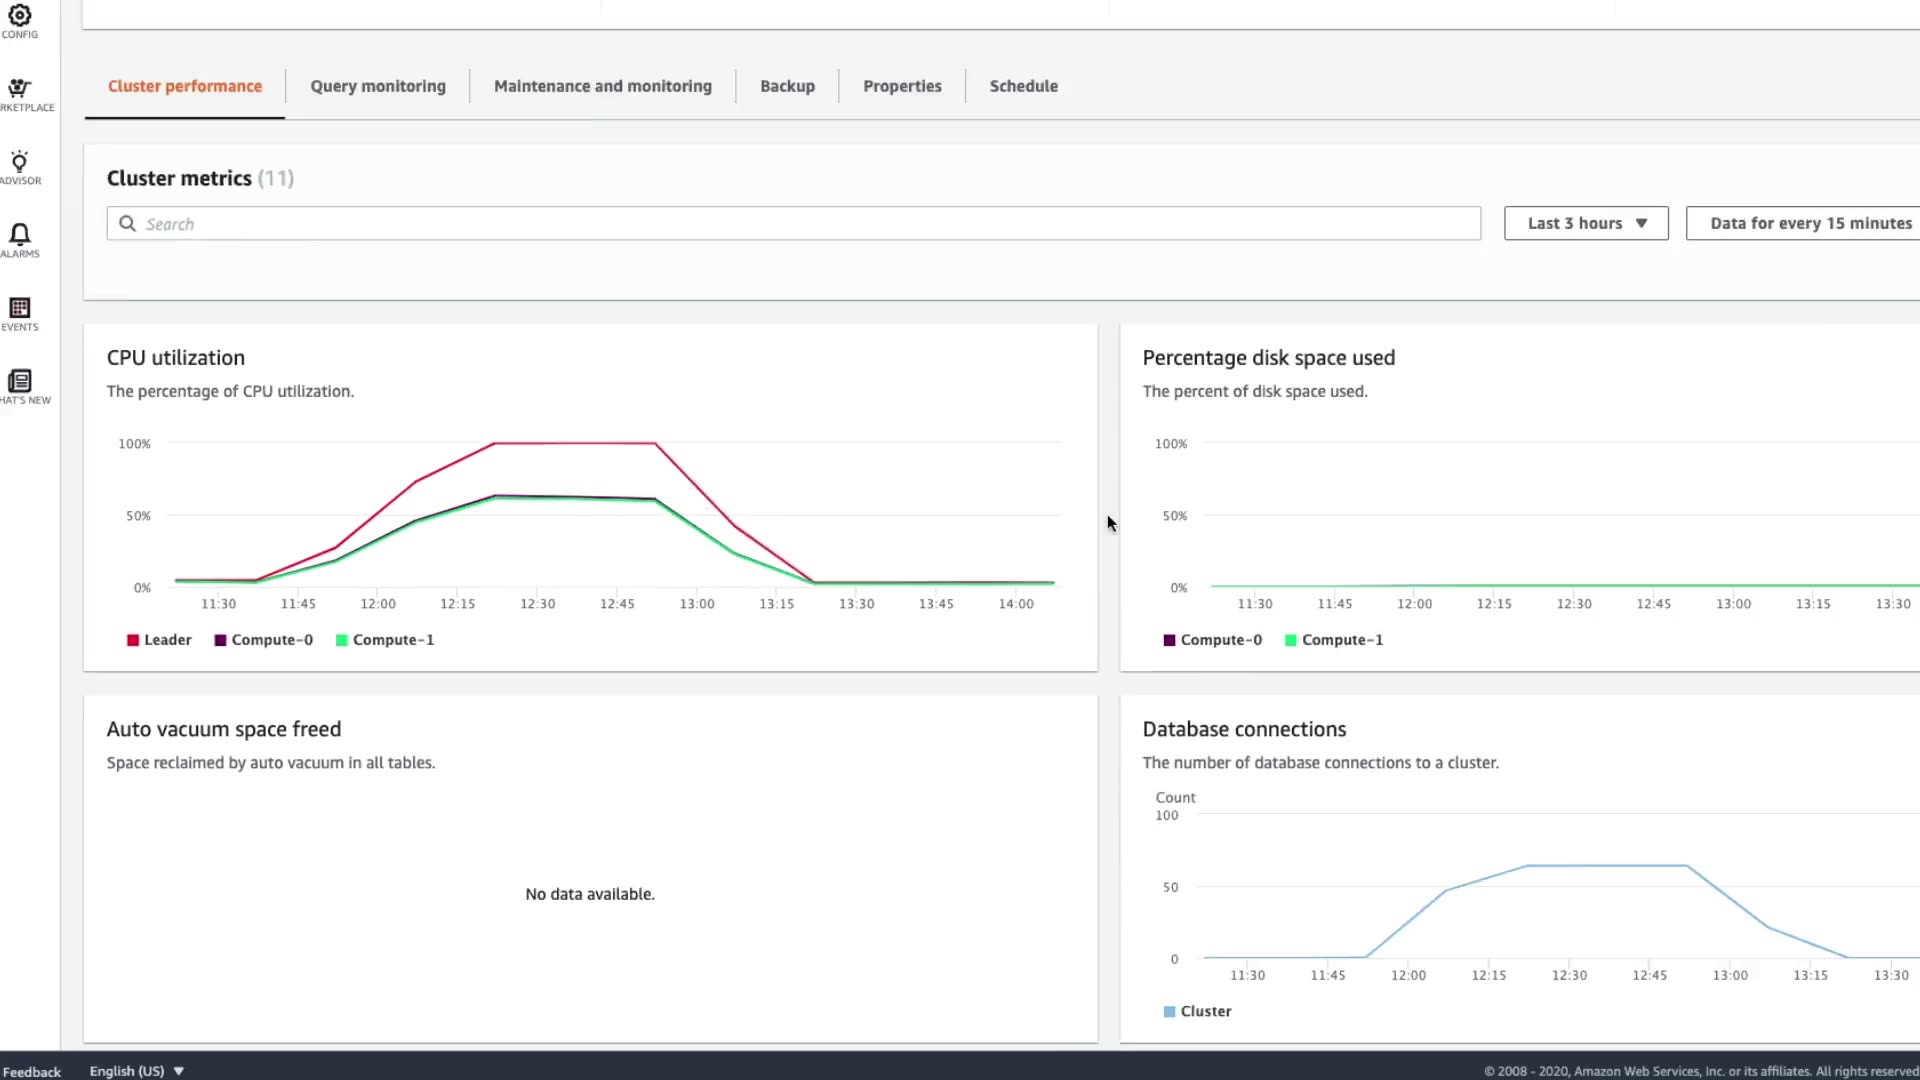 CONFIG
RKETPLACE
ADVISOR
ALARMS
EVENTS
HAT'S NEW
Cluster performance
Query monitoring
Maintenance and monitoring
Backup
Properties
Schedule
Cluster metrics (11)
Search
Last 3 hours
Data for every 15 minutes
CPU utilization
The percentage of CPU utilization.
100%
50%
0%
11:30 11:45 12:00 12:15 12:30 12:45 13:00 13:15 13:30 13:45 14:00
Leader Compute-0 Compute-1
Percentage disk space used
The percent of disk space used.
100%
50%
0%
11:30 11:45 12:00 12:15 12:30 12:45 13:00 13:15 13:30
Compute-0 Compute-1
Auto vacuum space freed
Space reclaimed by auto vacuum in all tables.
No data available.
Database connections
The number of database connections to a cluster.
Count
100
50
0
11:30 11:45 12:00 12:15 12:30 12:45 13:00 13:15 13:30
Cluster
Feedback
English (US)
© 2008 - 2020, Amazon Web Services, Inc. or its affiliates. All rights reserved